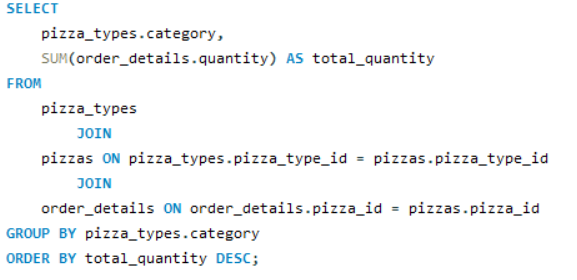 SELECT
    pizza_types.category,
    SUM(order_details.quantity) AS total_quantity
FROM
    pizza_types
        JOIN
    pizzas ON pizza_types.pizza_type_id = pizzas.pizza_type_id
        JOIN
    order_details ON order_details.pizza_id = pizzas.pizza_id
GROUP BY pizza_types.category
ORDER BY total_quantity DESC;